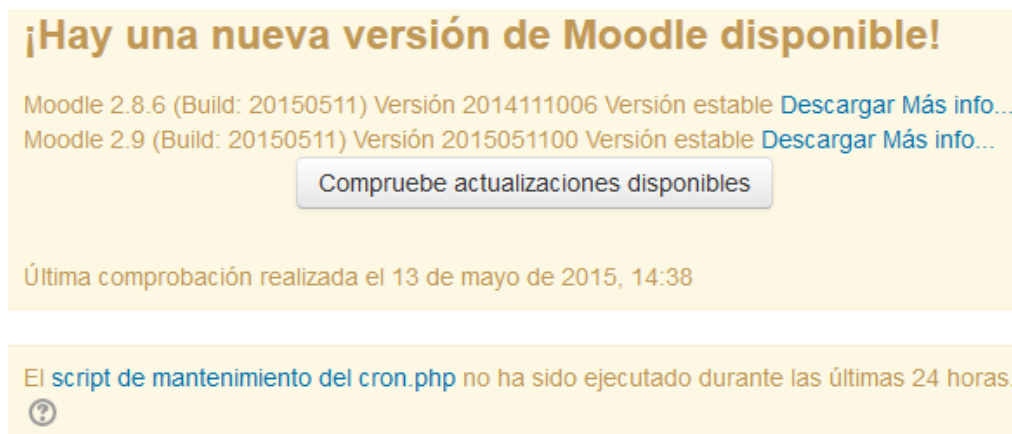 ¡Hay una nueva versión de Moodle disponible!
Moodle 2.8.6 (Build: 20150511) Versión 2014111006 Versión estable Descargar Más info...
Moodle 2.9 (Build: 20150511) Versión 2015051100 Versión estable Descargar Más info...
Compruebe actualizaciones disponibles
Última comprobación realizada el 13 de mayo de 2015, 14:38
El script de mantenimiento del cron.php no ha sido ejecutado durante las últimas 24 horas.
?